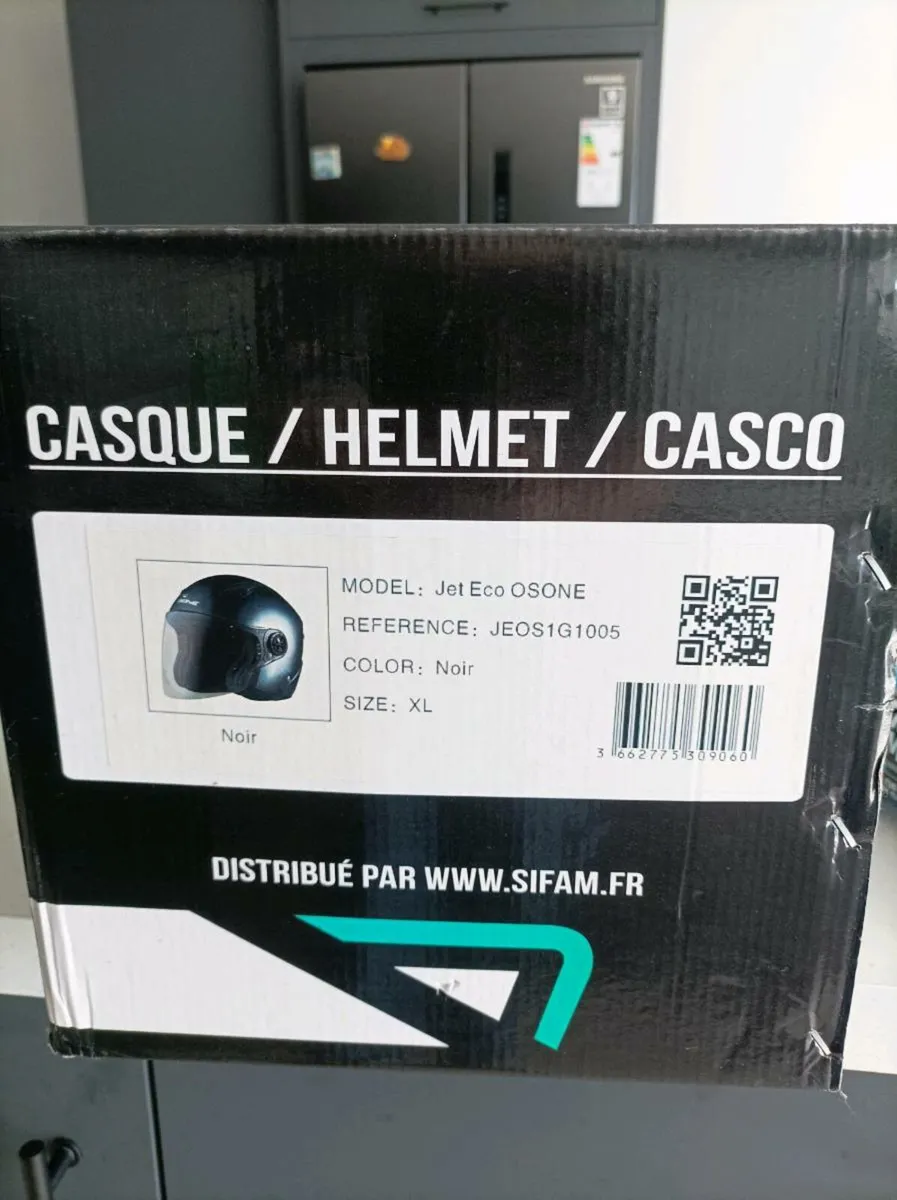 SAMSUNG
CASQUE / HELMET / CASCO
MODEL: Jet Eco OSONE
REFERENCE: JEOS1G1005
COLOR: Noir
SIZE: XL
Noir
3 662775 309060
DISTRIBUÉ PAR WWW.SIFAM.FR